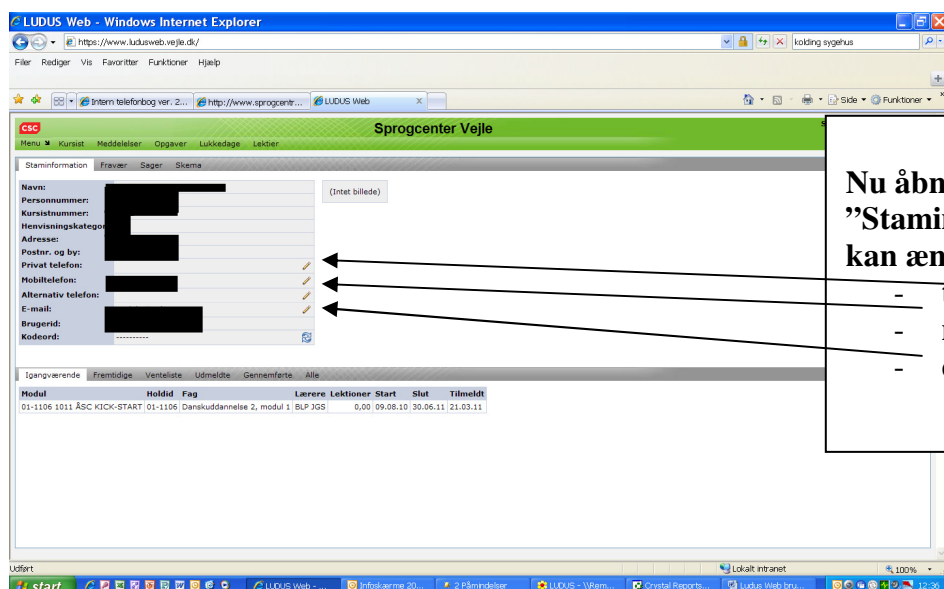 LUDUS Web - Windows Internet Explorer
https://www.ludusweb.vejle.dk/
kolding sygehus
Filer Rediger Vis Favoritter Funktioner Hjælp
Intern telefonbog ver. 2... http://www.sprogcentr... LUDUS Web x
Side Funktioner
CSC
Sprogcenter Vejle
Menu Kursist Meddelelser Opgaver Lukkedage Lektier
Staminformation Fravær Sager Skema
Navn:
(Intet billede)
Personnummer:
Kursistnummer:
Henvisningskategor
Adresse:
Postnr. og by:
Privat telefon:
Mobiltelefon:
Alternativ telefon:
E-mail:
Brugerid:
Kodeord: ----------
Nu åbn
”Stami
kan æn
-
-
-
Igangværende Fremtidige Venteliste Udmeldte Gennemførte Alle
Modul Holdid Fag Lærere Lektioner Start Slut Tilmeldt
01-1106 1011 ÅSC KICK-START 01-1106 Danskuddannelse 2, modul 1 BLP JGS 0,00 09.08.10 30.06.11 21.03.11
Udført
Lokalt intranet
100%
start LUDUS Web - ... Infoskærme 20... 2 Påmindelser LUDUS - \\Rem... Crystal Reports... Ludus Web bru... 12:36